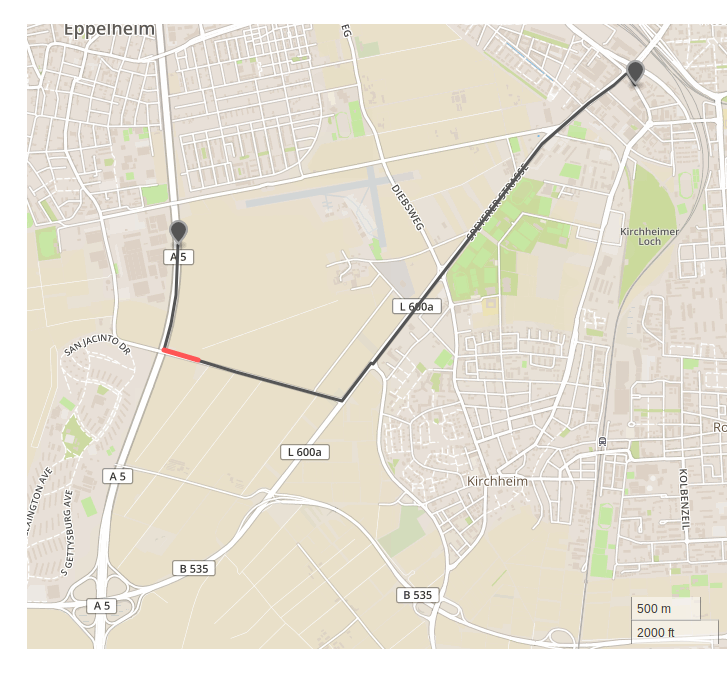 Eppelheim
EG
DIEBSWEG
SPEYERER STRASSE
Kirchheimer
Loch
A 5
L 600a
SAN JACINTO DR
Ro
L 600a
A 5
Kirchheim
EXINGTON AVE
S GETTYSBURG AVE
KOLBENZEIL
B 535
B 535
A 5
500 m
2000 ft